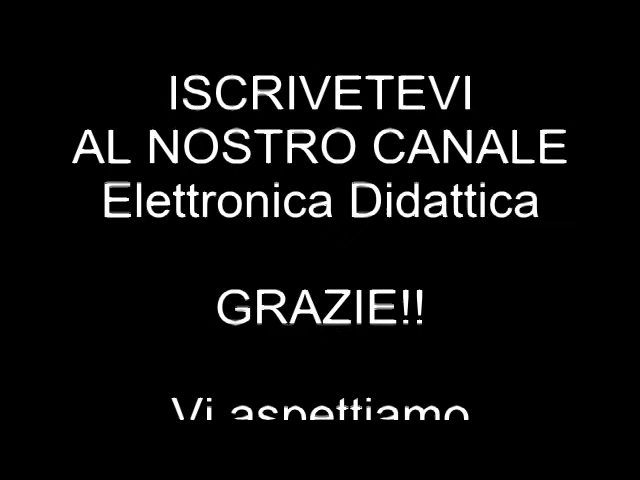 ISCRIVETEVI
AL NOSTRO CANALE
Elettronica Didattica
GRAZIE!!
Vi aspettiamo